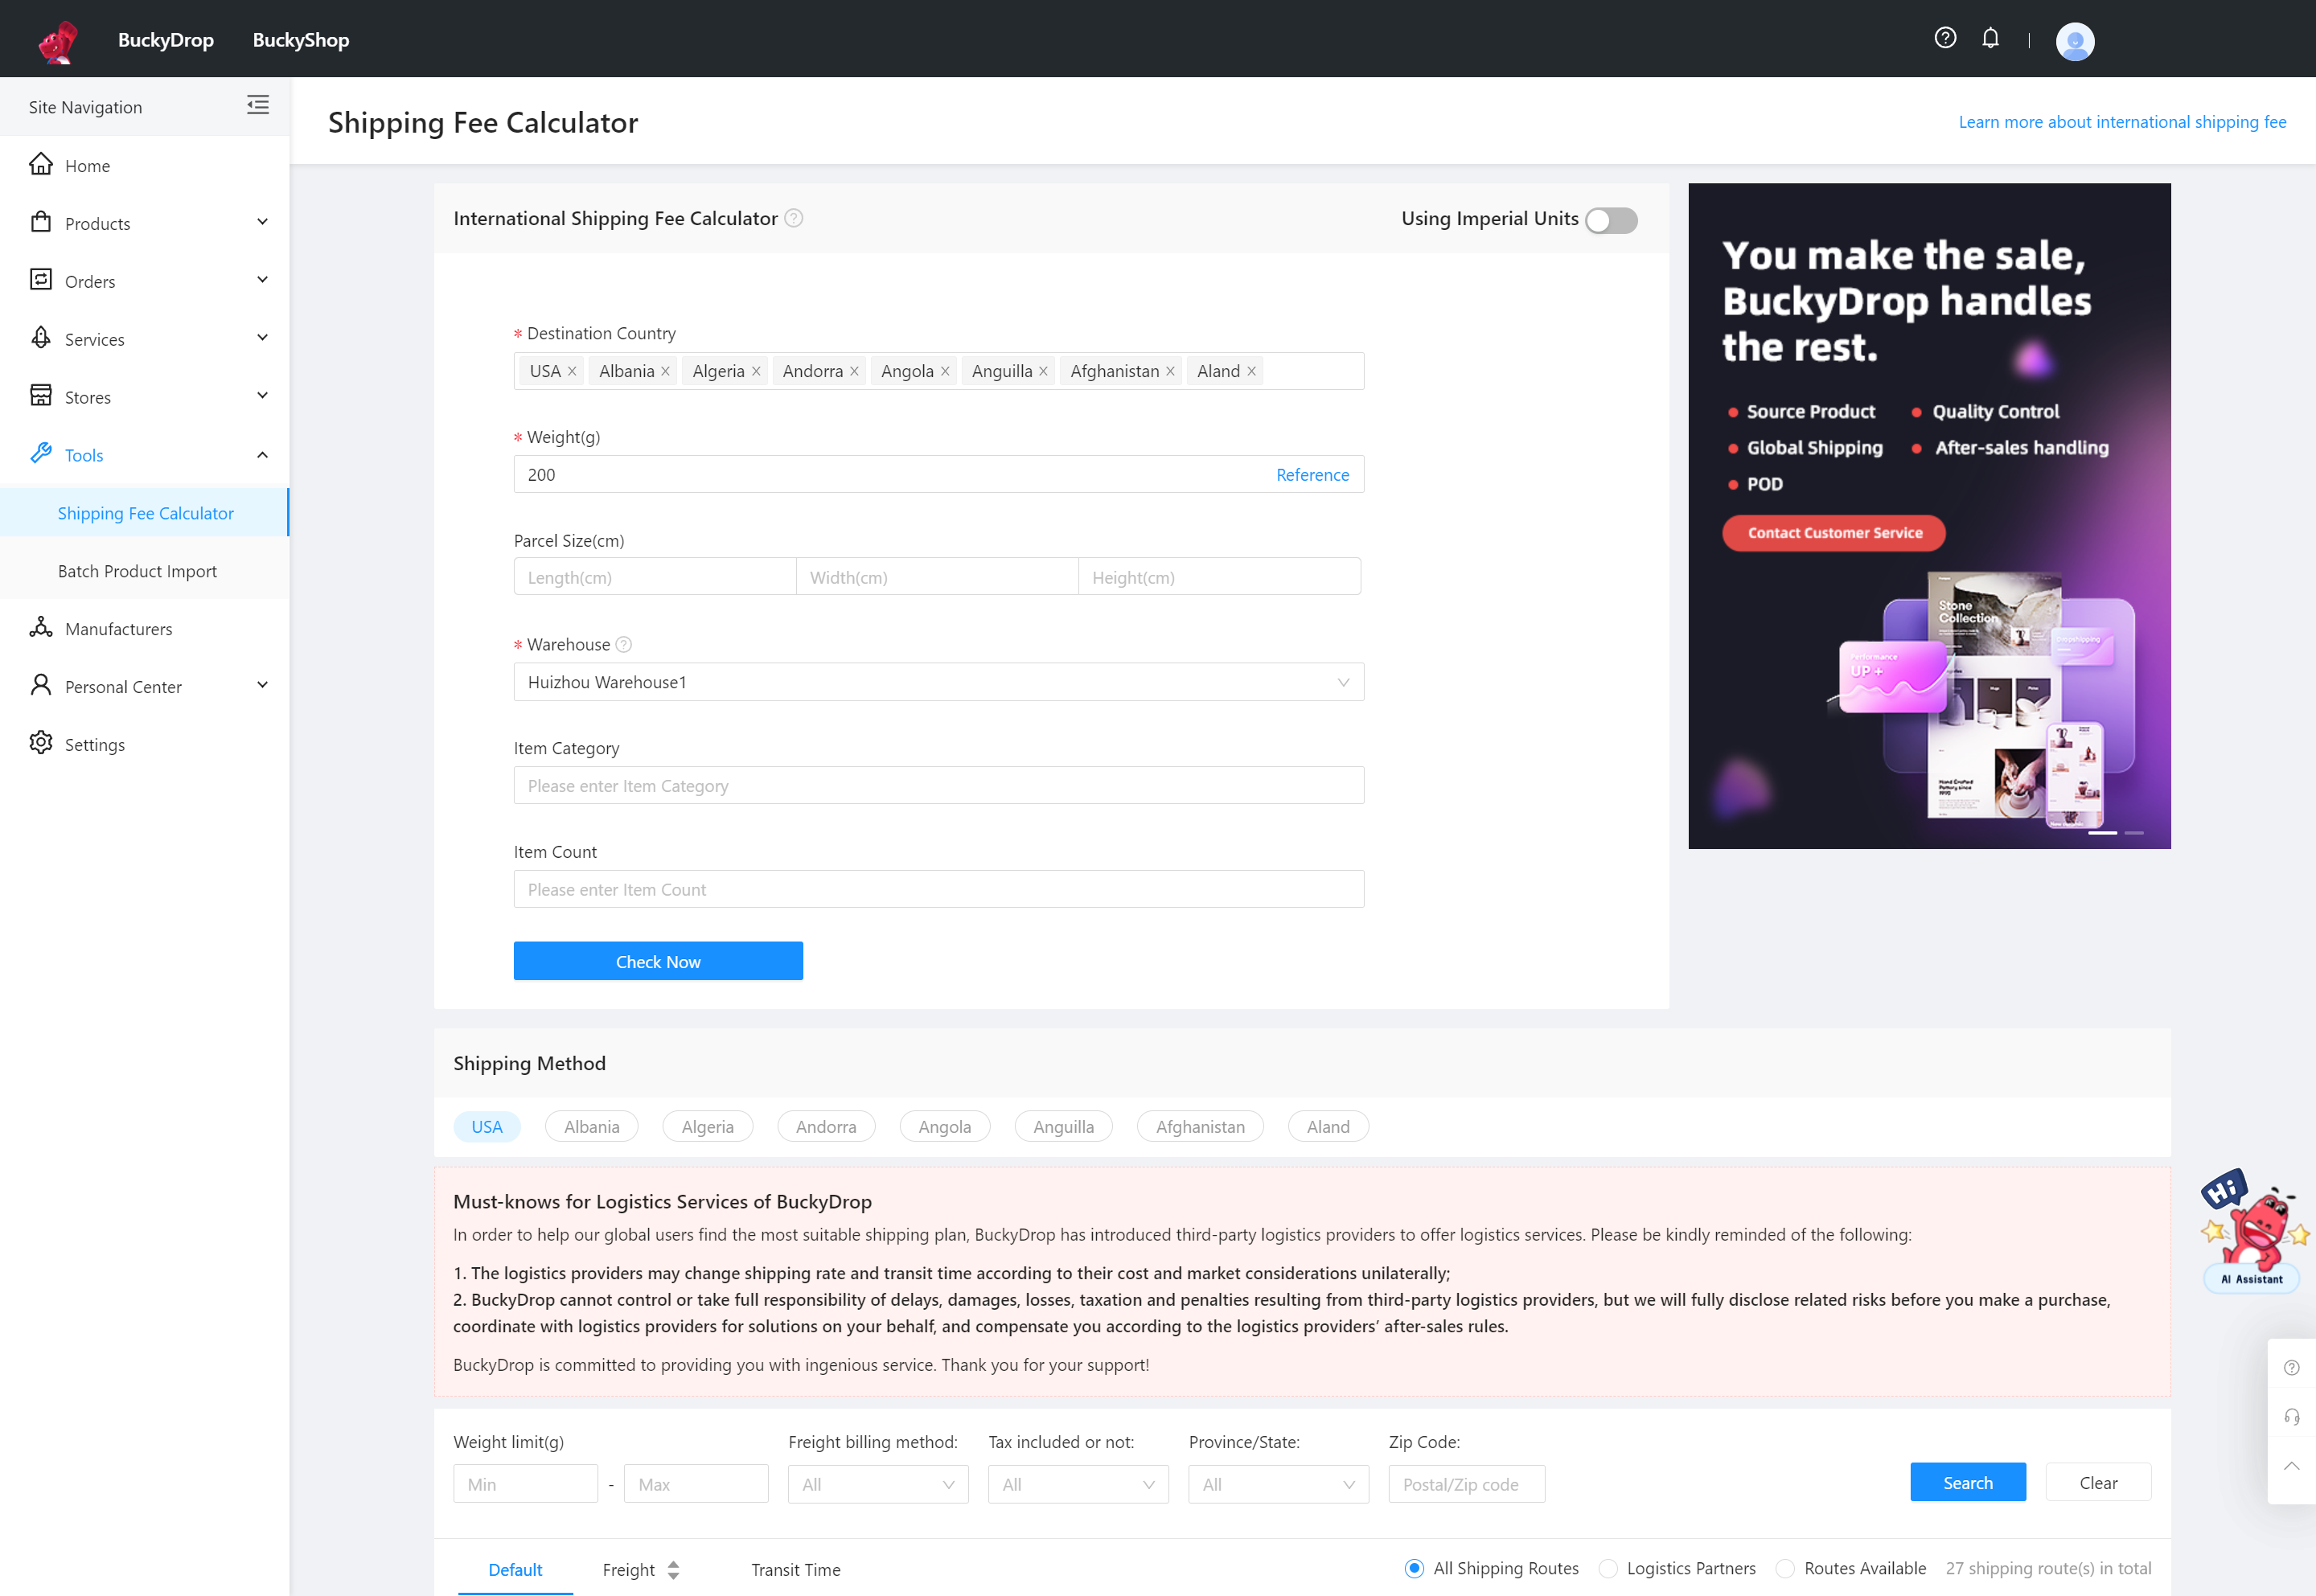 BuckyDrop BuckyShop
Site Navigation
Home
Products
Orders
Services
Stores
Tools
Shipping Fee Calculator
Batch Product Import
Manufacturers
Personal Center
Settings
Shipping Fee Calculator
Learn more about international shipping fee
International Shipping Fee Calculator
Using Imperial Units
* Destination Country
USA Albania Algeria Andorra Angola Anguilla Afghanistan Aland
* Weight(g)
200 Reference
Parcel Size(cm)
Length(cm) Width(cm) Height(cm)
* Warehouse
Huizhou Warehouse1
Item Category
Please enter Item Category
Item Count
Please enter Item Count
Check Now
You make the sale,
BuckyDrop handles
the rest.
Source Product Quality Control
Global Shipping After-sales handling
POD
Contact Customer Service
Stone
Collection
Dropshipping
Performance
UP +
Hand Crafted
Pottery since
1970
Shipping Method
USA Albania Algeria Andorra Angola Anguilla Afghanistan Aland
Must-knows for Logistics Services of BuckyDrop
In order to help our global users find the most suitable shipping plan, BuckyDrop has introduced third-party logistics providers to offer logistics services. Please be kindly reminded of the following:
1. The logistics providers may change shipping rate and transit time according to their cost and market considerations unilaterally;
2. BuckyDrop cannot control or take full responsibility of delays, damages, losses, taxation and penalties resulting from third-party logistics providers, but we will fully disclose related risks before you make a purchase,
coordinate with logistics providers for solutions on your behalf, and compensate you according to the logistics providers’ after-sales rules.
BuckyDrop is committed to providing you with ingenious service. Thank you for your support!
Hi
AI Assistant
Weight limit(g) Freight billing method: Tax included or not: Province/State: Zip Code:
Min - Max All All All Postal/Zip code Search Clear
Default Freight Transit Time All Shipping Routes Logistics Partners Routes Available 27 shipping route(s) in total